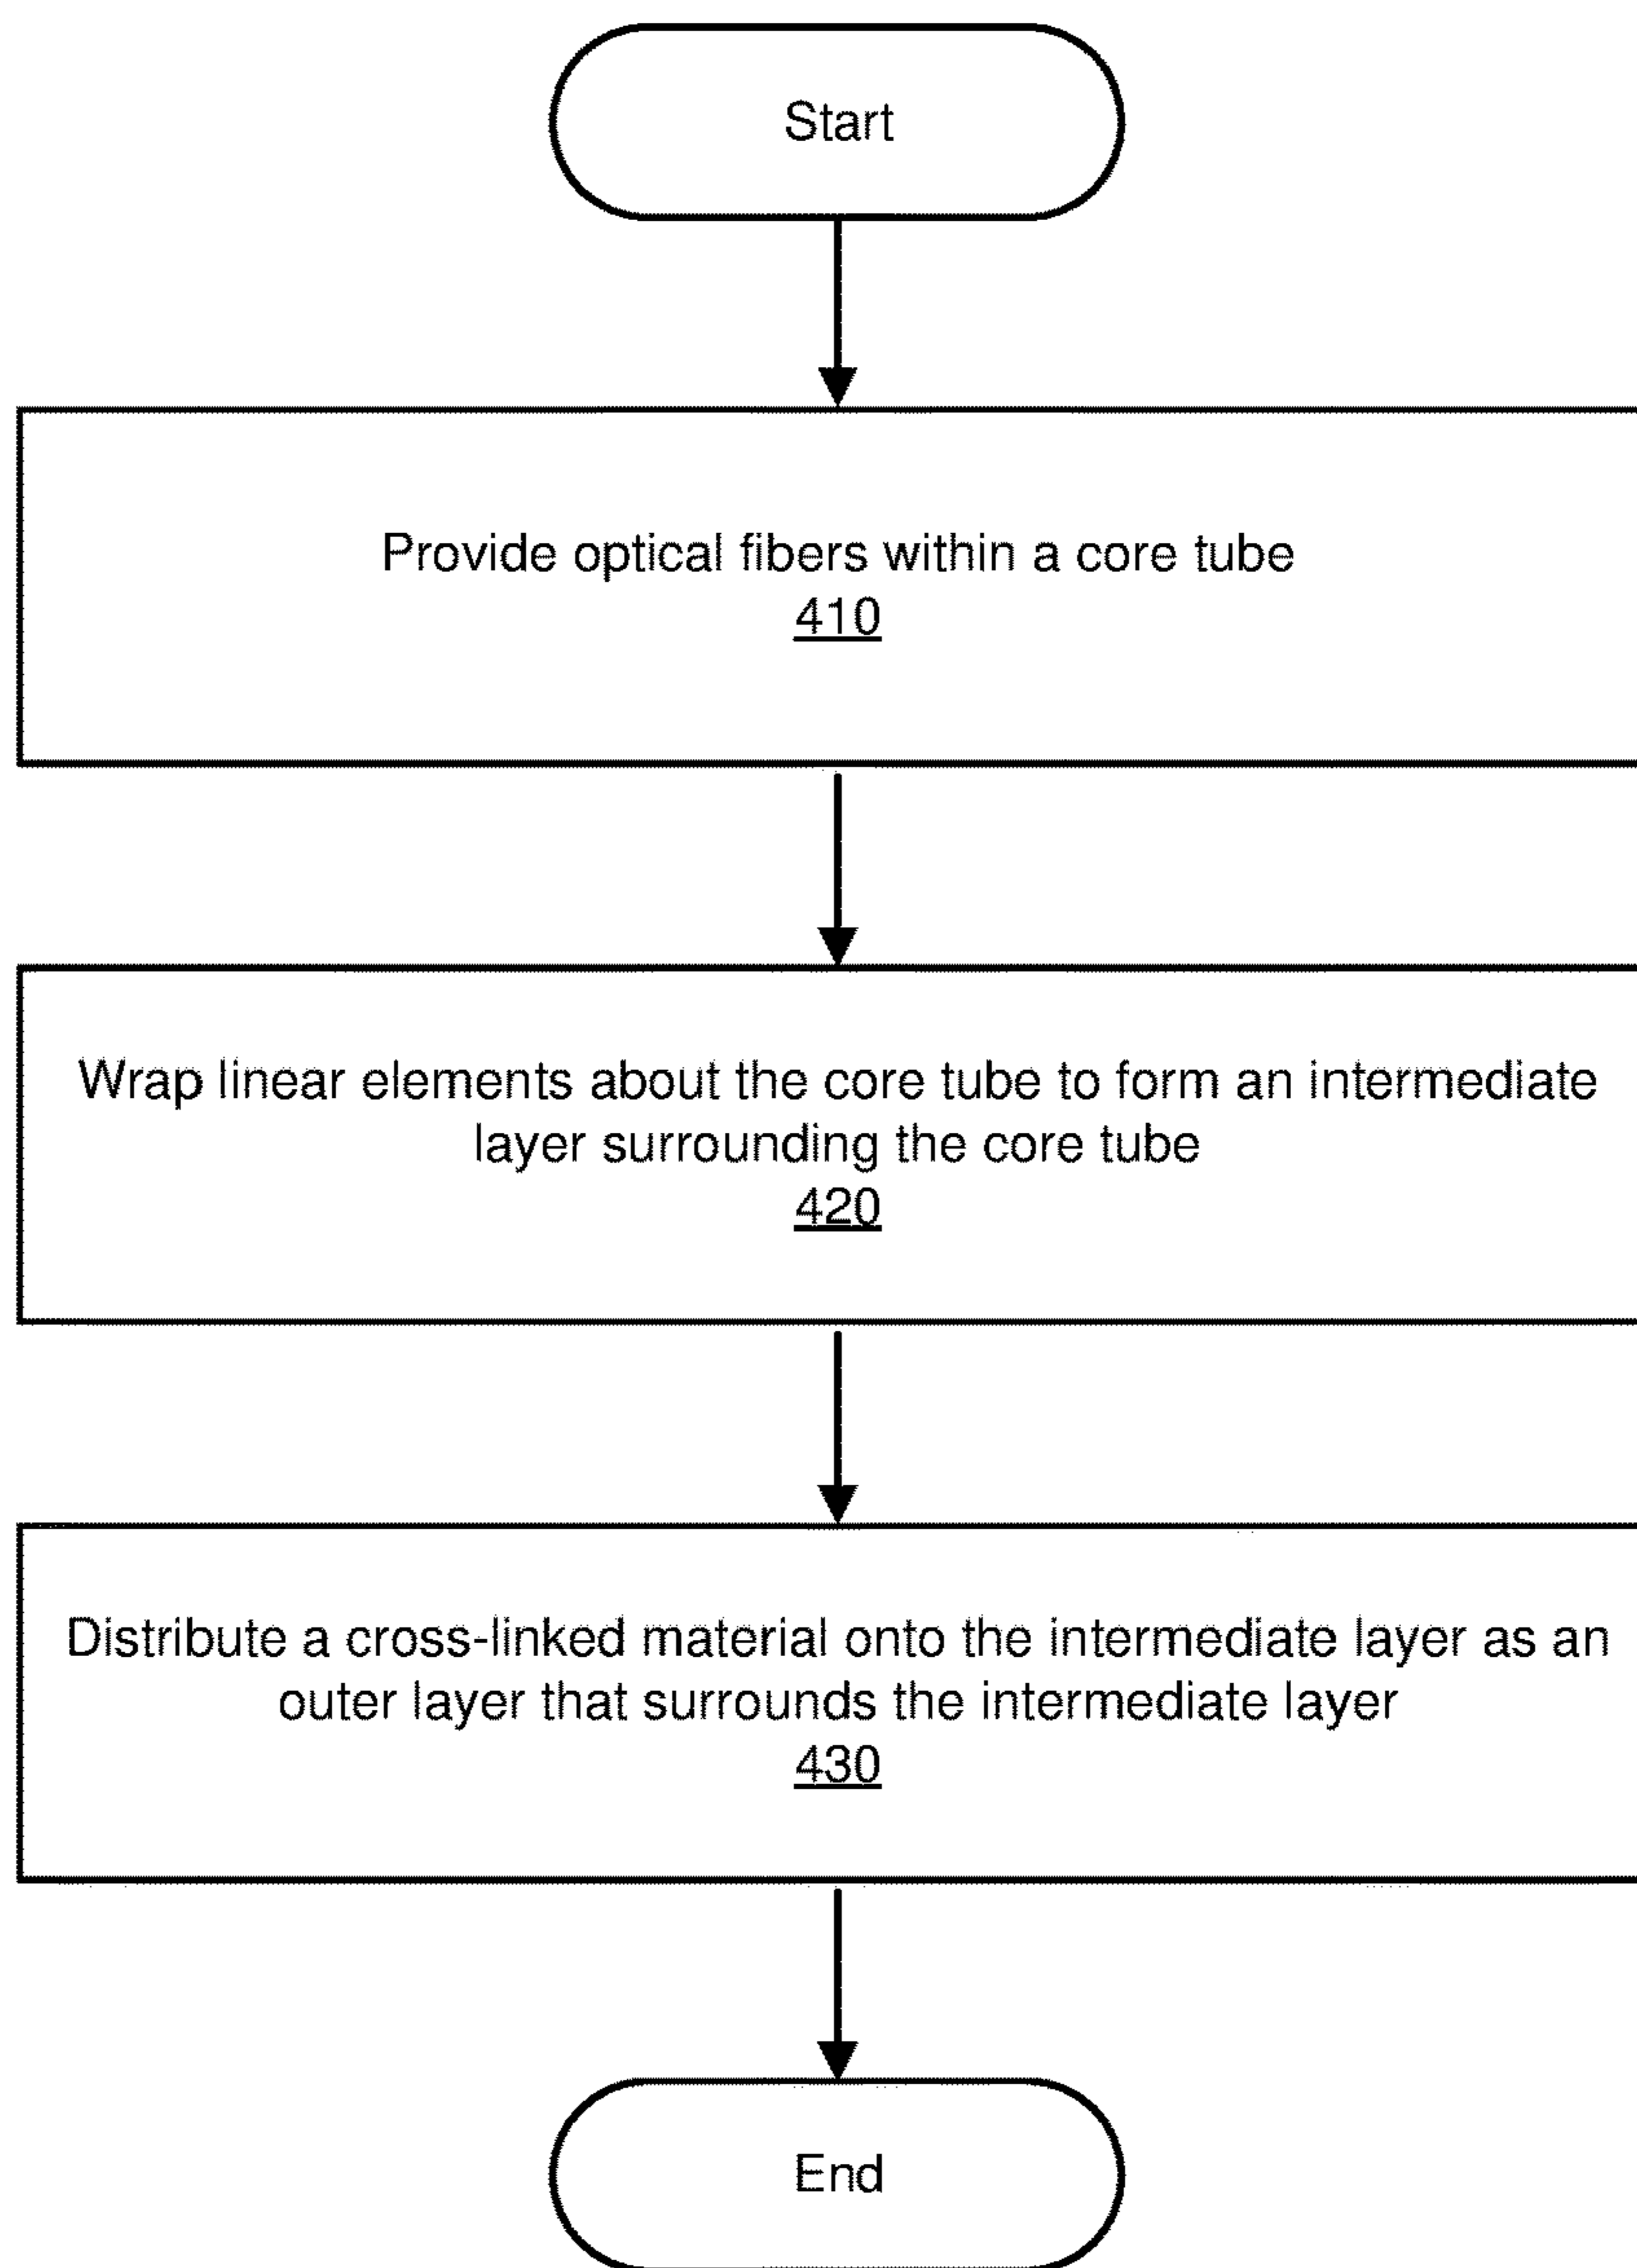 Start
Provide optical fibers within a core tube
410
Wrap linear elements about the core tube to form an intermediate
layer surrounding the core tube
420
Distribute a cross-linked material onto the intermediate layer as an
outer layer that surrounds the intermediate layer
430
End